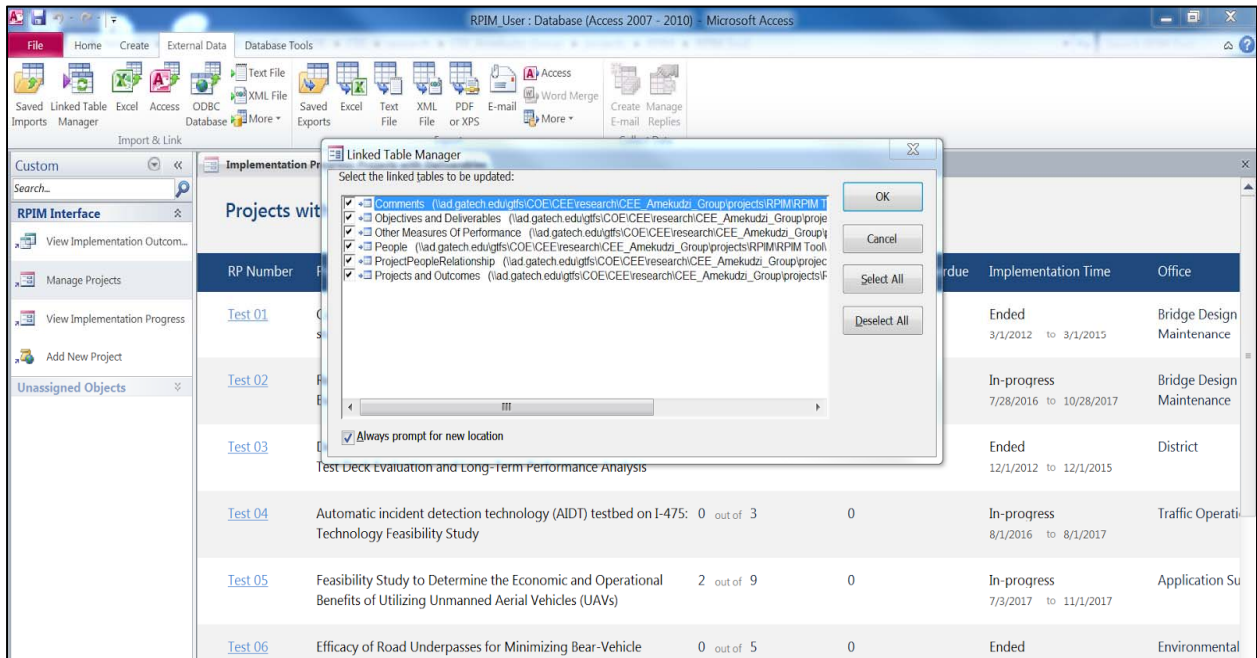 RPIM_User : Database (Access 2007 - 2010) - Microsoft Access
File Home Create External Data Database Tools
Saved Imports
Linked Table Manager
Excel
Access
ODBC Database
Text File
XML File
More
Import & Link
Saved Exports
Excel
Text File
XML File
PDF or XPS
E-mail
Access
Word Merge
More
Create E-mail
Manage Replies
Custom
Search...
RPIM Interface
View Implementation Outcom...
Manage Projects
View Implementation Progress
Add New Project
Unassigned Objects
Implementation Pr
Projects wit
Linked Table Manager
Select the linked tables to be updated:
Comments (\\ad.gatech.edu\gtfs\COE\CEE\research\CEE_Amekudzi_Group\projects\RPIM\RPIM T
Objectives and Deliverables (\\ad.gatech.edu\gtfs\COE\CEE\research\CEE_Amekudzi_Group\proje
Other Measures Of Performance (\\ad.gatech.edu\gtfs\COE\CEE\research\CEE_Amekudzi_Group\
People (\\ad.gatech.edu\gtfs\COE\CEE\research\CEE_Amekudzi_Group\projects\RPIM\RPIM Tool\
ProjectPeopleRelationship (\\ad.gatech.edu\gtfs\COE\CEE\research\CEE_Amekudzi_Group\projec
Projects and Outcomes (\\ad.gatech.edu\gtfs\COE\CEE\research\CEE_Amekudzi_Group\projects\
Always prompt for new location
OK
Cancel
Select All
Deselect All
RP Number rdue Implementation Time Office
Test 01 Ended Bridge Design
3/1/2012 to 3/1/2015 Maintenance
Test 02 In-progress Bridge Design
7/28/2016 to 10/28/2017 Maintenance
Test 03 Ended District
Test Deck Evaluation and Long-Term Performance Analysis 12/1/2012 to 12/1/2015
Test 04 Automatic incident detection technology (AIDT) testbed on I-475: 0 out of 3 0 In-progress Traffic Operati
Technology Feasibility Study 8/1/2016 to 8/1/2017
Test 05 Feasibility Study to Determine the Economic and Operational 2 out of 9 0 In-progress Application Su
Benefits of Utilizing Unmanned Aerial Vehicles (UAVs) 7/3/2017 to 11/1/2017
Test 06 Efficacy of Road Underpasses for Minimizing Bear-Vehicle 0 out of 5 0 Ended Environmental